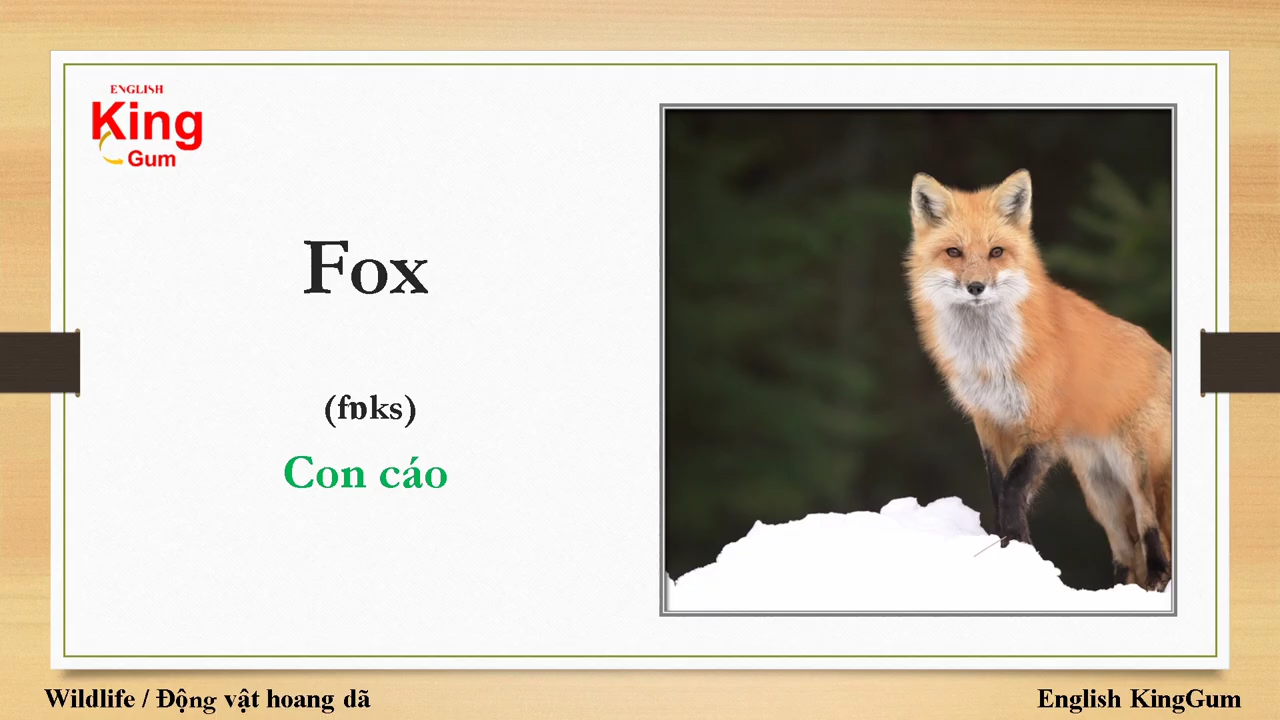 ENGLISH
King
Gum
Fox
(fɒks)
Con cáo
Wildlife / Động vật hoang dã
English KingGum